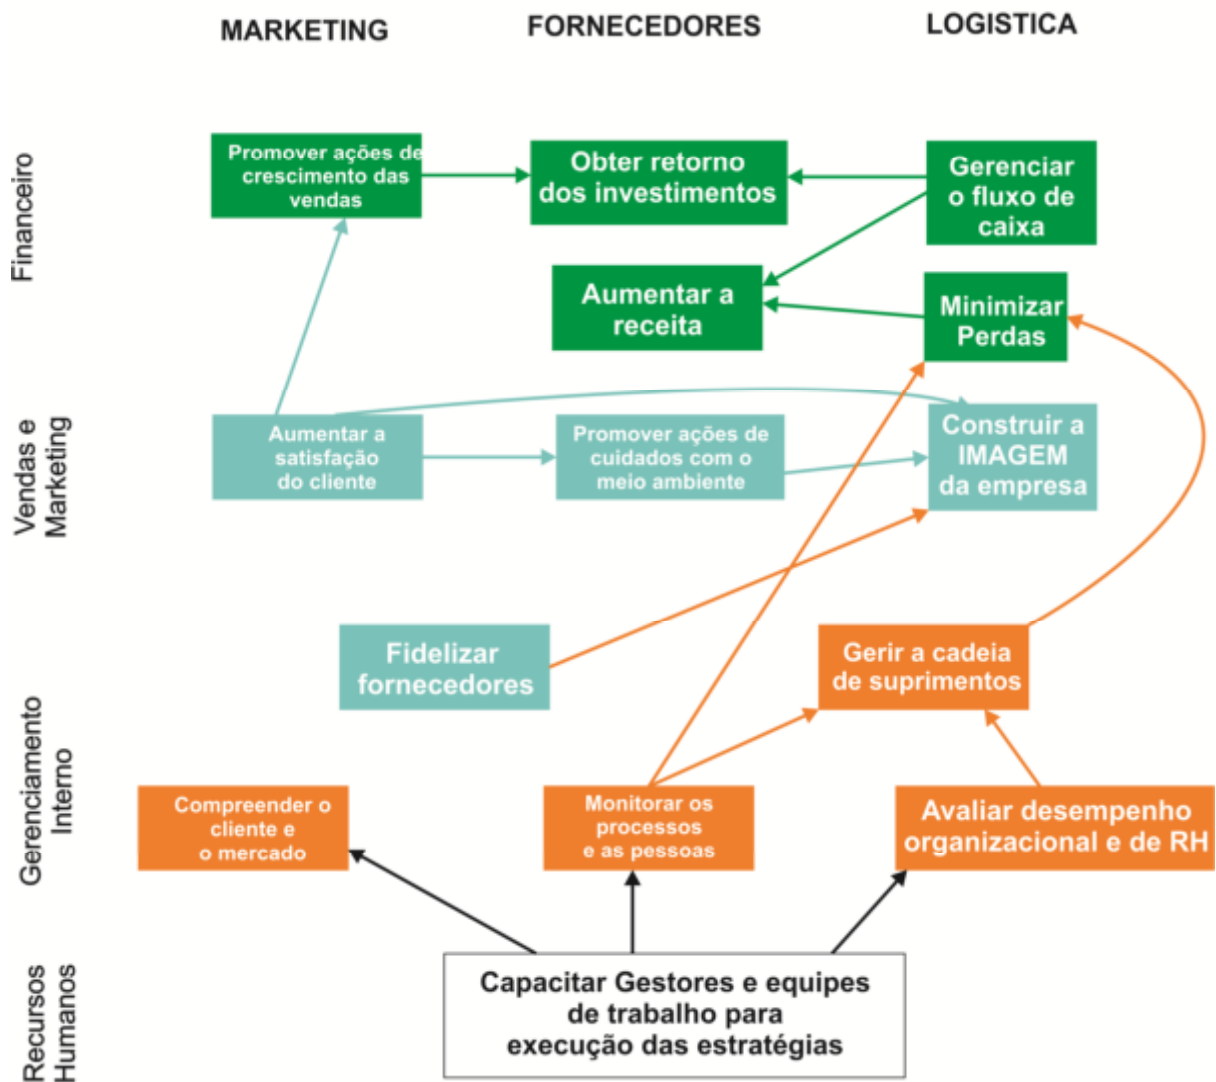 MARKETING
FORNECEDORES
LOGISTICA
Financeiro
Promover ações de
crescimento das
vendas
Obter retorno
dos investimentos
Gerenciar
o fluxo de
caixa
Aumentar a
receita
Minimizar
Perdas
Vendas e
Marketing
Aumentar a
satisfação
do cliente
Promover ações de
cuidados com o
meio ambiente
Construir a
IMAGEM
da empresa
Gerenciamento
Interno
Fidelizar
fornecedores
Gerir a cadeia
de suprimentos
Compreender o
cliente e
o mercado
Monitorar os
processos
e as pessoas
Avaliar desempenho
organizacional e de RH
Recursos
Humanos
Capacitar Gestores e equipes
de trabalho para
execução das estratégias